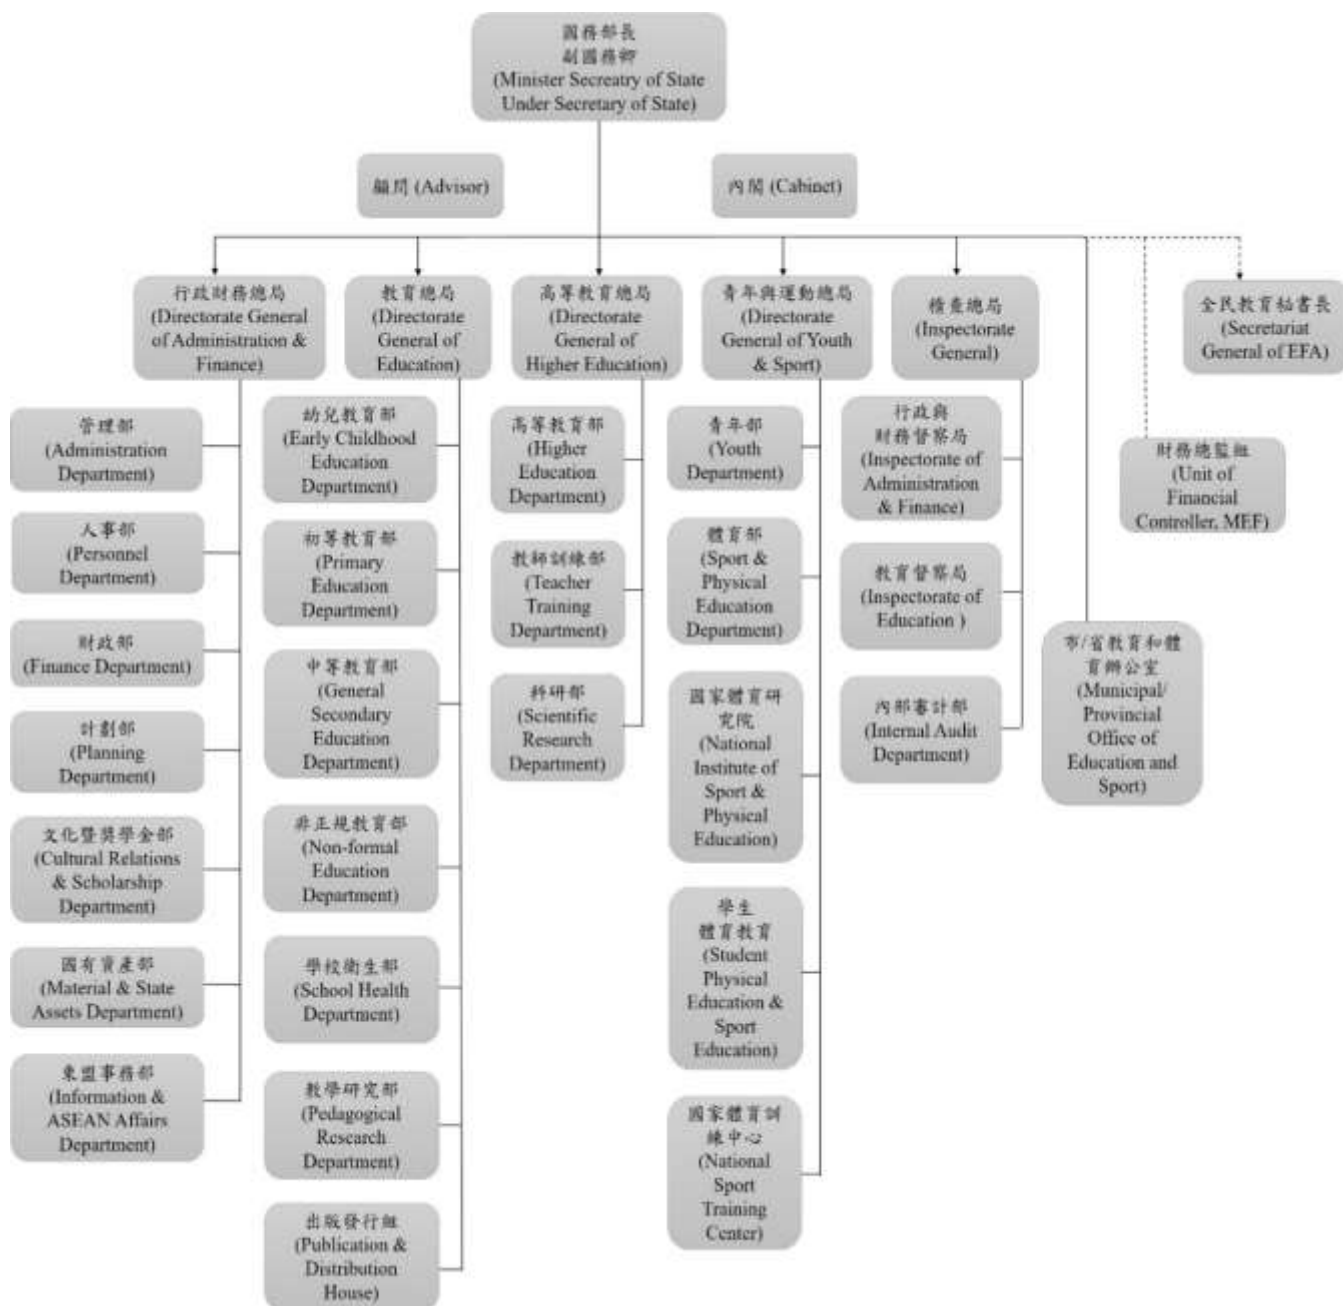 國務部長
副國務卿
(Minister Secreatry of State
Under Secretary of State)
顧問 (Advisor)
內閣 (Cabinet)
行政財務總局
(Directorate General
of Administration &
Finance)
教育總局
(Directorate
General of
Education)
高等教育總局
(Directorate
General of
Higher Education)
青年與運動總局
(Directorate
General of Youth
& Sport)
稽查總局
(Inspectorate
General)
全民教育秘書長
(Secretariat
General of EFA)
管理部
(Administration
Department)
人事部
(Personnel
Department)
財政部
(Finance Department)
計劃部
(Planning
Department)
文化暨獎學金部
(Cultural Relations
& Scholarship
Department)
國有資產部
(Material & State
Assets Department)
東盟事務部
(Information &
ASEAN Affairs
Department)
幼兒教育部
(Early Childhood
Education
Department)
初等教育部
(Primary
Education
Department)
中等教育部
(General
Secondary
Education
Department)
非正規教育部
(Non-formal
Education
Department)
學校衛生部
(School Health
Department)
教學研究部
(Pedagogical
Research
Department)
出版發行組
(Publication &
Distribution
House)
高等教育部
(Higher
Education
Department)
教師訓練部
(Teacher
Training
Department)
科研部
(Scientific
Research
Department)
青年部
(Youth
Department)
體育部
(Sport &
Physical
Education
Department)
國家體育研
究院
(National
Institute of
Sport &
Physical
Education)
學生
體育教育
(Student
Physical
Education &
Sport
Education)
國家體育訓
練中心
(National
Sport
Training
Center)
行政與
財務督察局
(Inspectorate of
Administration
& Finance)
教育督察局
(Inspectorate of
Education )
內部審計部
(Internal Audit
Department)
財務總監組
(Unit of
Financial
Controller, MEF)
市/省教育和體
育辦公室
(Municipal/
Provincial
Office of
Education and
Sport)